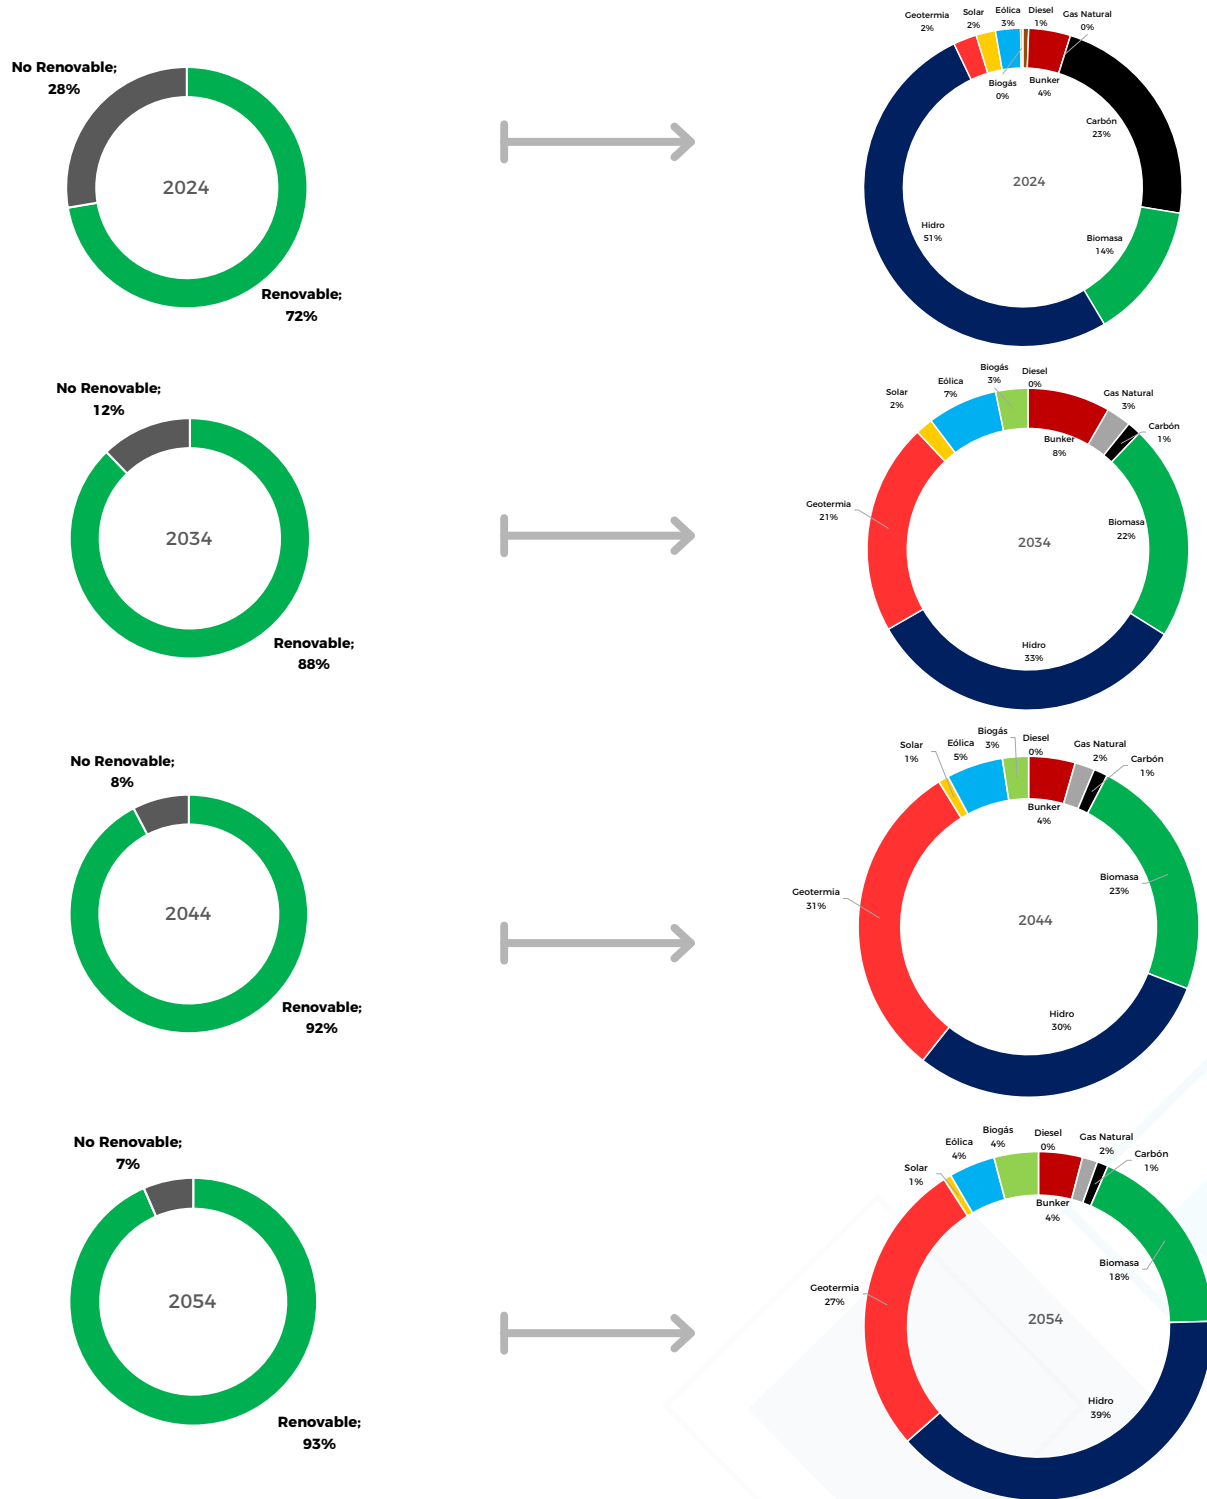 No Renovable;
28%
2024
Renovable;
72%
Geotermia
2%
Solar
2%
Eólica
3%
Diesel
1%
Gas Natural
0%
Biogás
0%
Bunker
4%
Carbón
23%
2024
Hidro
51%
Biomasa
14%
No Renovable;
12%
2034
Renovable;
88%
Solar
2%
Eólica
7%
Biogás
3%
Diesel
0%
Gas Natural
3%
Carbón
1%
Bunker
8%
Geotermia
21%
Biomasa
22%
2034
Hidro
33%
No Renovable;
8%
2044
Renovable;
92%
Solar
1%
Eólica
5%
Biogás
3%
Diesel
0%
Gas Natural
2%
Carbón
1%
Bunker
4%
Geotermia
31%
Biomasa
23%
2044
Hidro
30%
No Renovable;
7%
2054
Renovable;
93%
Solar
1%
Eólica
4%
Biogás
4%
Diesel
0%
Gas Natural
2%
Carbón
1%
Bunker
4%
Geotermia
27%
Biomasa
18%
2054
Hidro
39%